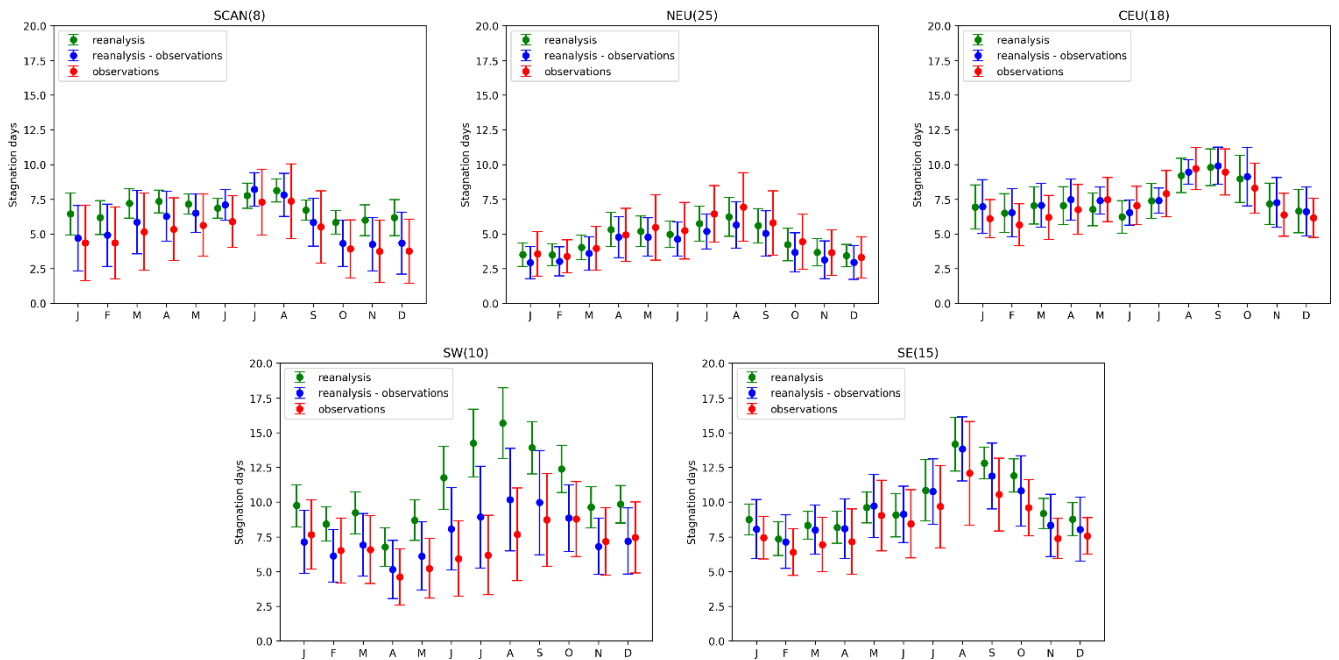 SCAN(8)
20.0
17.5
15.0
12.5
10.0
7.5
5.0
2.5
0.0
Stagnation days
reanalysis
reanalysis - observations
observations
J F M A M J J A S O N D
NEU(25)
20.0
17.5
15.0
12.5
10.0
7.5
5.0
2.5
0.0
Stagnation days
reanalysis
reanalysis - observations
observations
J F M A M J J A S O N D
CEU(18)
20.0
17.5
15.0
12.5
10.0
7.5
5.0
2.5
0.0
Stagnation days
reanalysis
reanalysis - observations
observations
J F M A M J J A S O N D
SW(10)
20.0
17.5
15.0
12.5
10.0
7.5
5.0
2.5
0.0
Stagnation days
reanalysis
reanalysis - observations
observations
J F M A M J J A S O N D
SE(15)
20.0
17.5
15.0
12.5
10.0
7.5
5.0
2.5
0.0
Stagnation days
reanalysis
reanalysis - observations
observations
J F M A M J J A S O N D